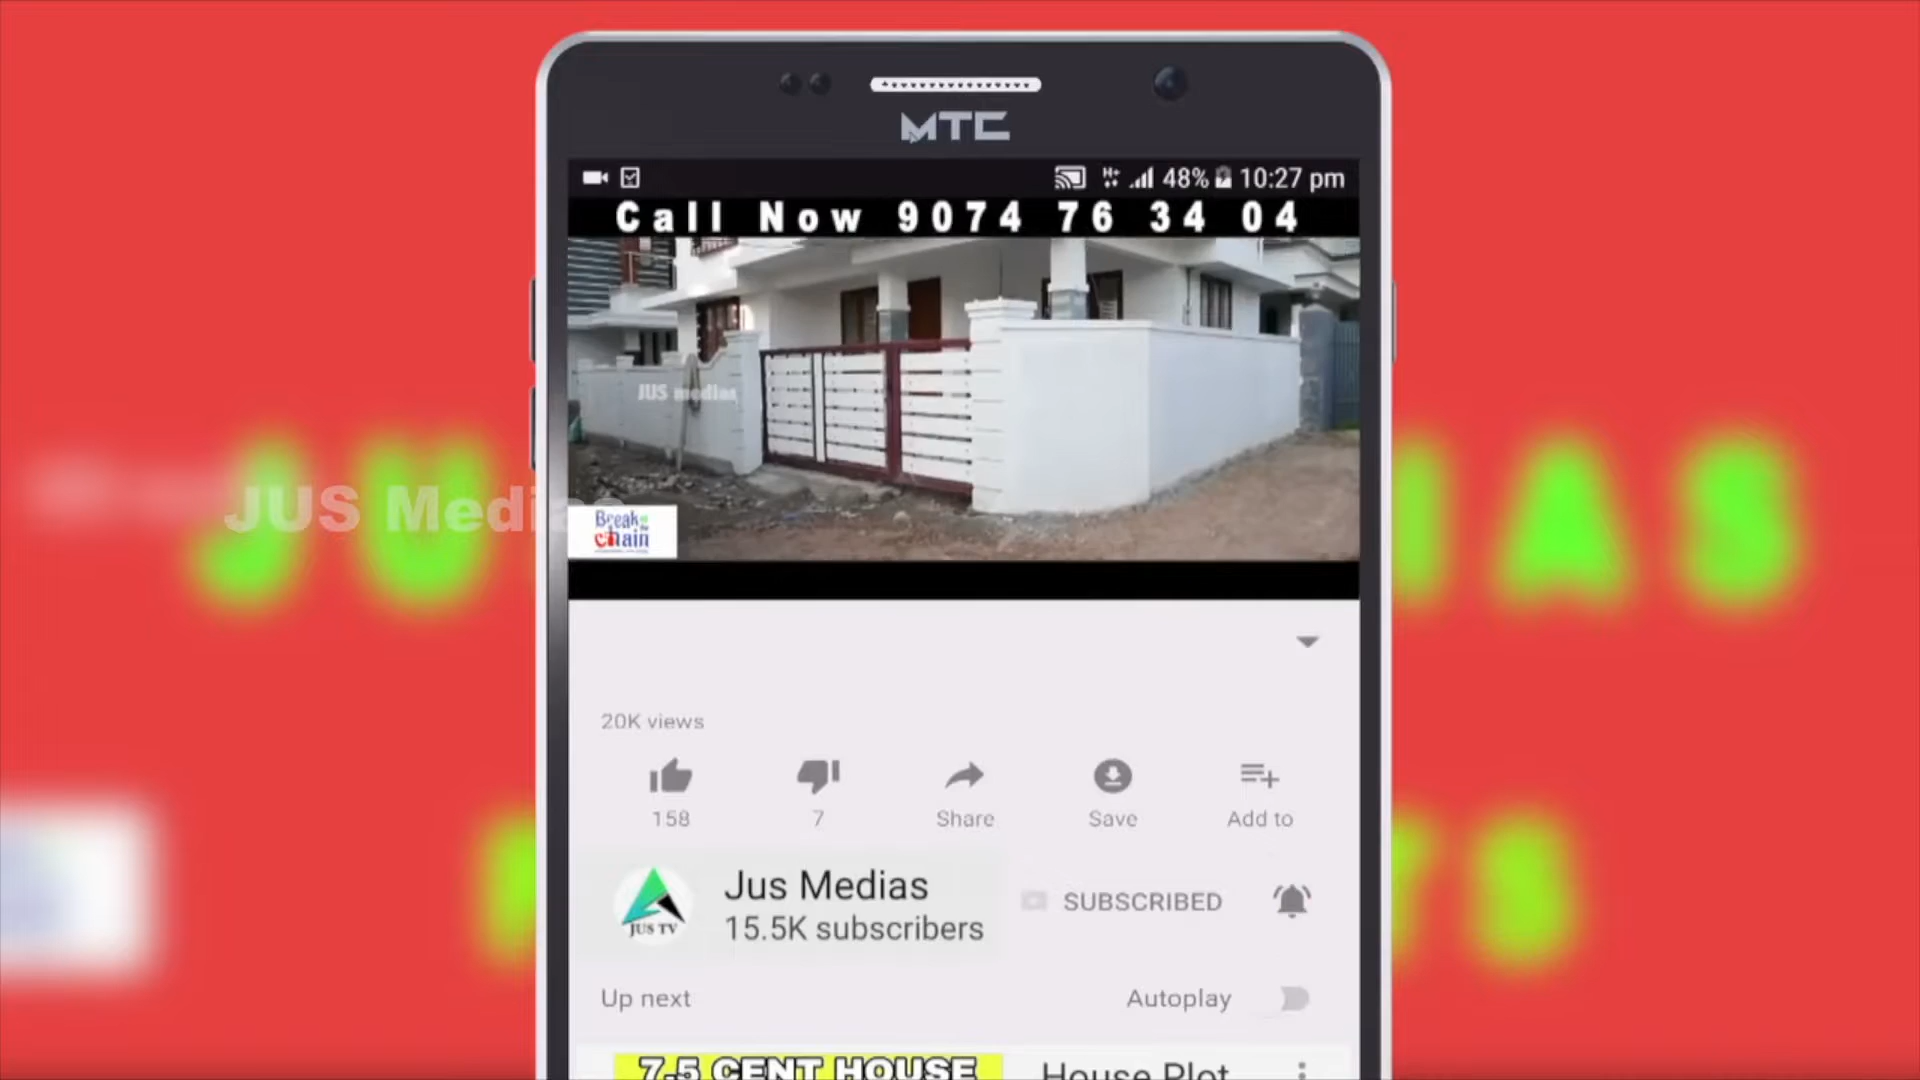 MTC
48% 10:27 pm
Call Now 9074 76 34 04
JUS medias
JUS Medias
Break the
chain
20K views
158
7
Share
Save
Add to
Jus Medias
15.5K subscribers
JUS TV
SUBSCRIBED
Up next
Autoplay
7.5 CENT HOUSE
House Plot